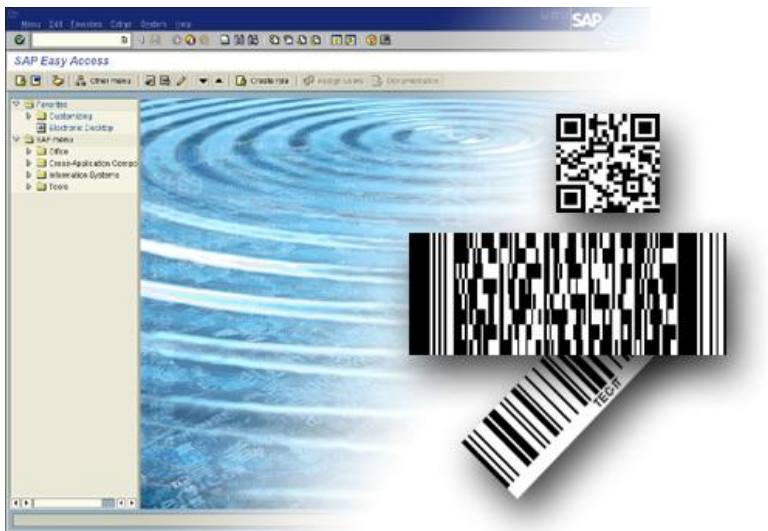 Menu Edit Favorites Extras System Help
SAP
SAP Easy Access
Other menu
Create role
Assign users
Documentation
Favorites
Customizing
Electronic Desktop
SAP menu
Office
Cross-Application Compo
Information Systems
Tools
TEC-IT